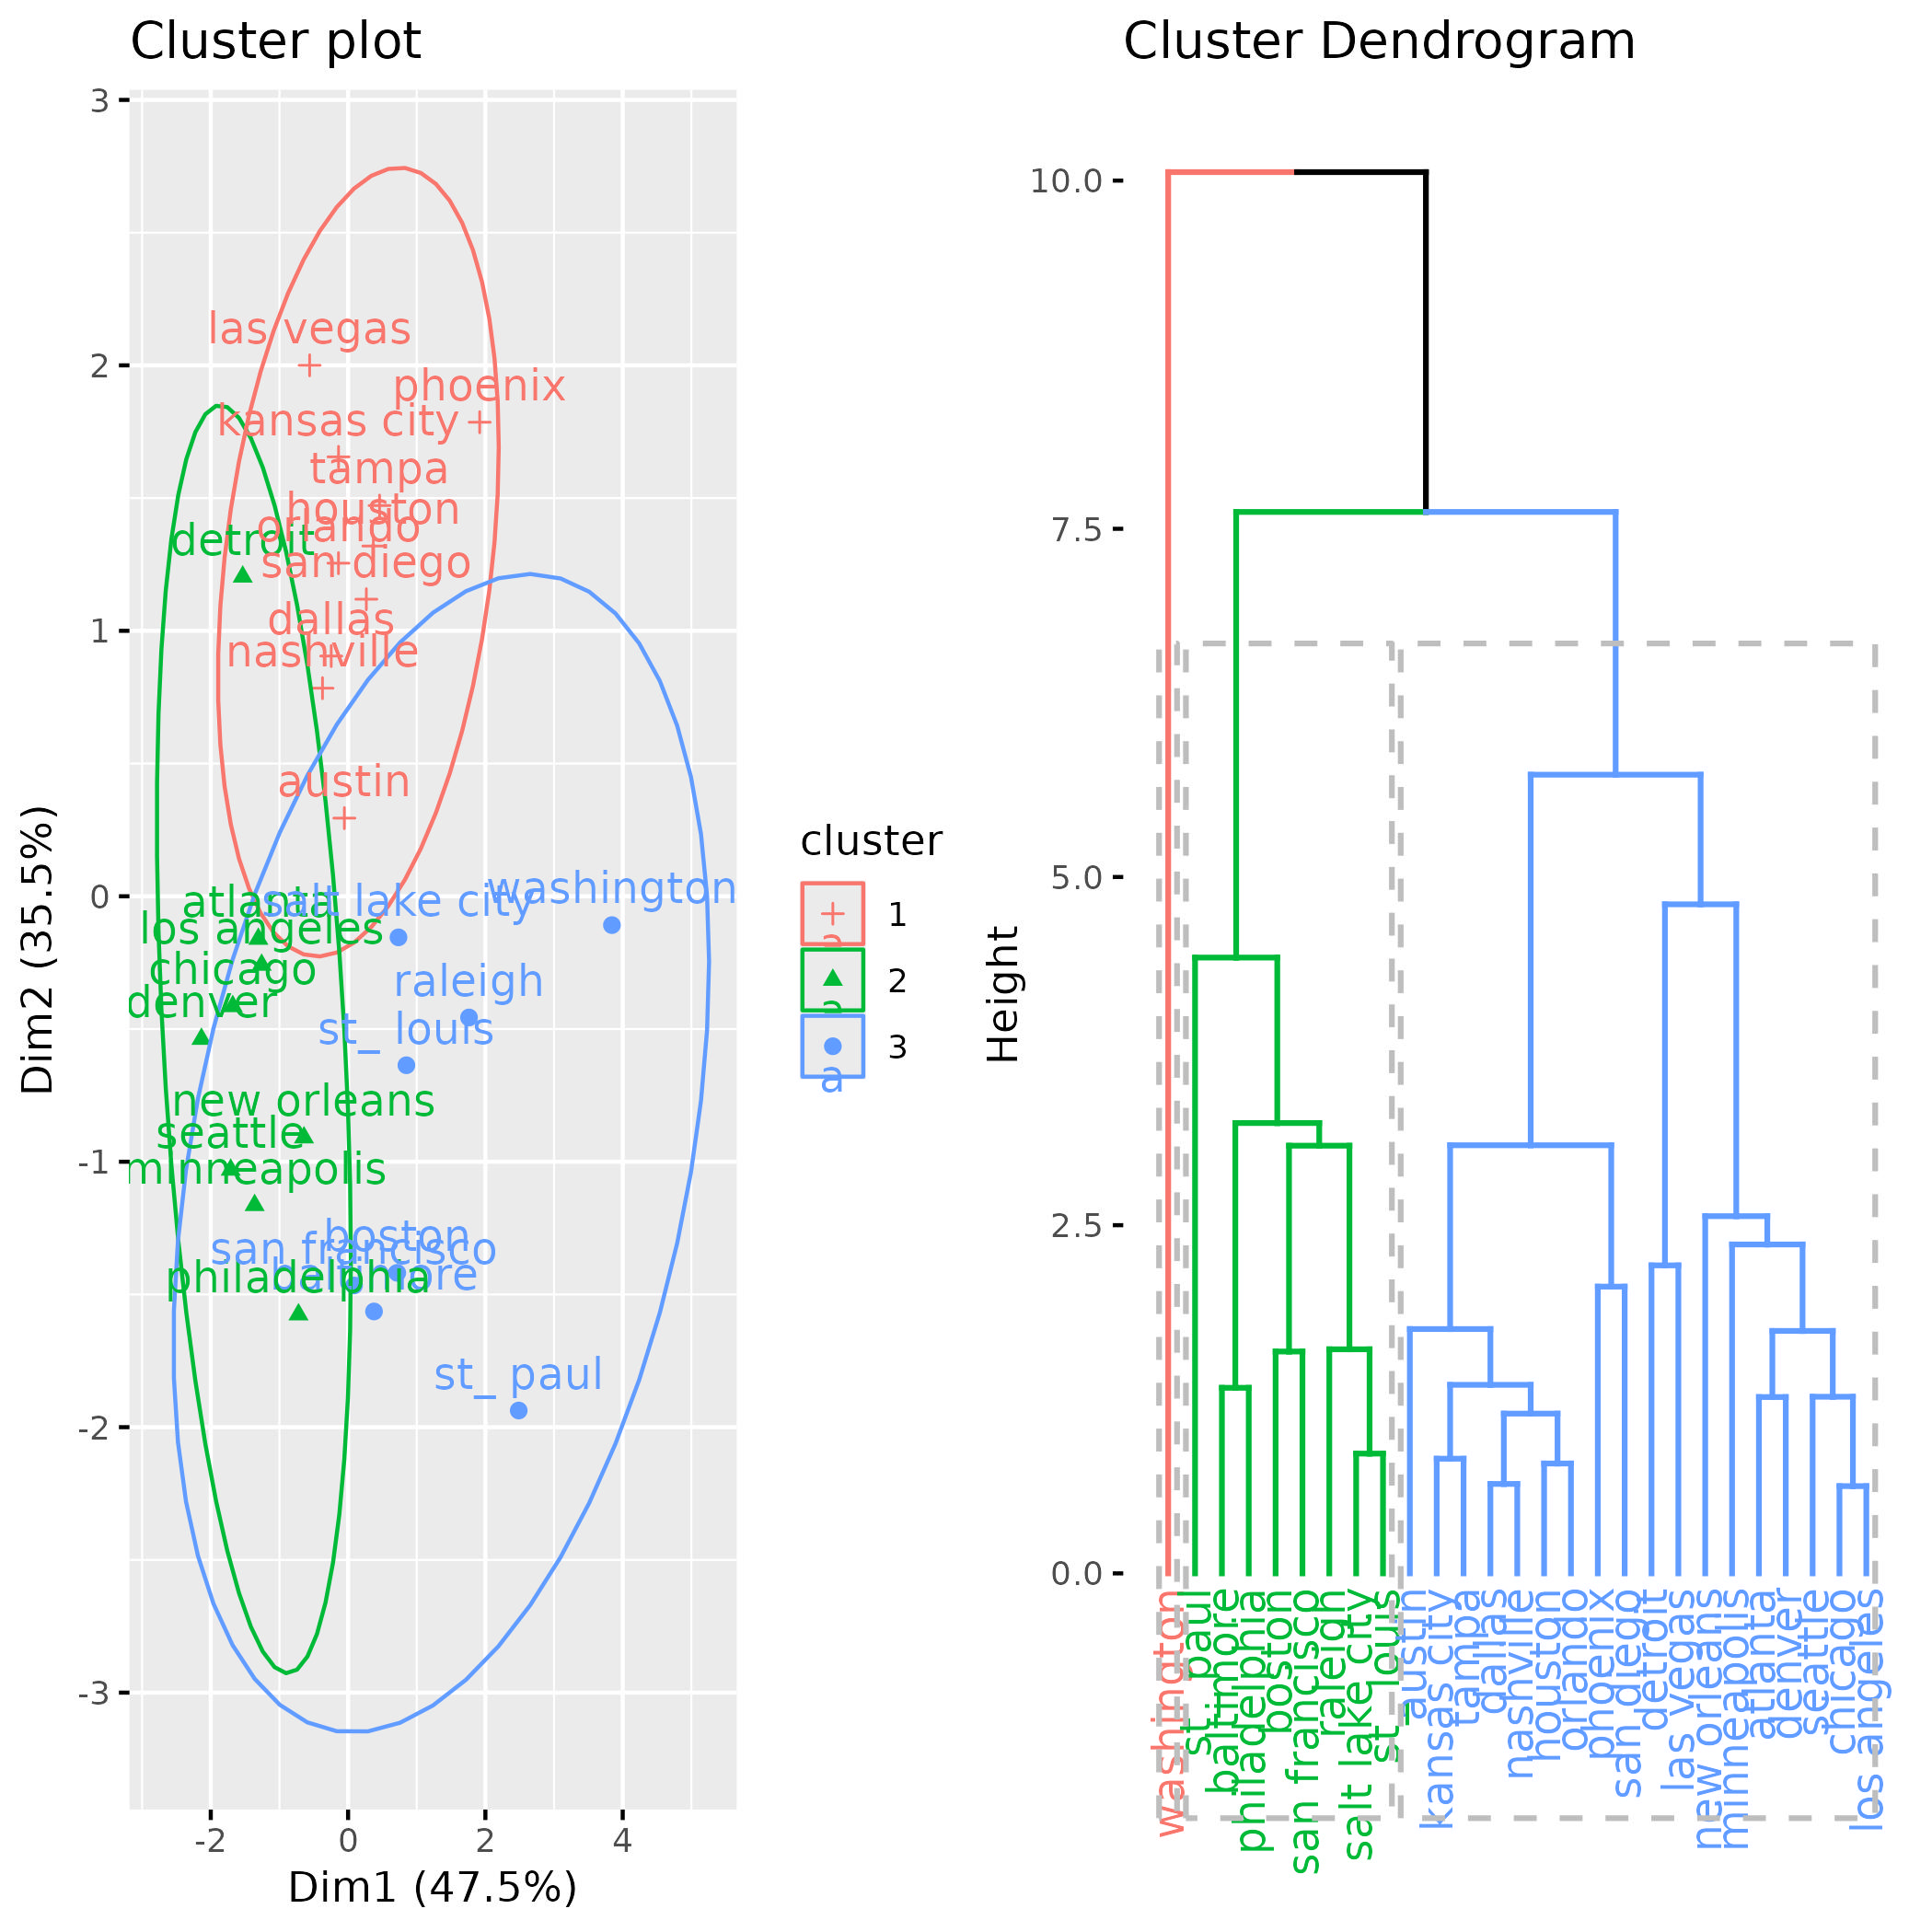 Cluster plot
3
2
1
0
-1
-2
-3
Dim2 (35.5%)
las vegas
phoenix
kansas city
tampa
houston
orlando
detroit
san diego
dallas
nashville
austin
washington
atlanta
salt lake city
los angeles
chicago
raleigh
denver
st_ louis
new orleans
seattle
minneapolis
boston
san francisco
baltimore
philadelphia
st_ paul
-2
0
2
4
Dim1 (47.5%)
cluster
a 1
a 2
a 3
Cluster Dendrogram
10.0
7.5
5.0
2.5
0.0
Height
washington
st_ paul
baltimore
philadelphia
boston
san francisco
raleigh
salt lake city
st_ louis
austin
kansas city
tampa
dallas
nashville
houston
orlando
phoenix
san diego
detroit
las vegas
new orleans
minneapolis
atlanta
denver
seattle
chicago
los angeles